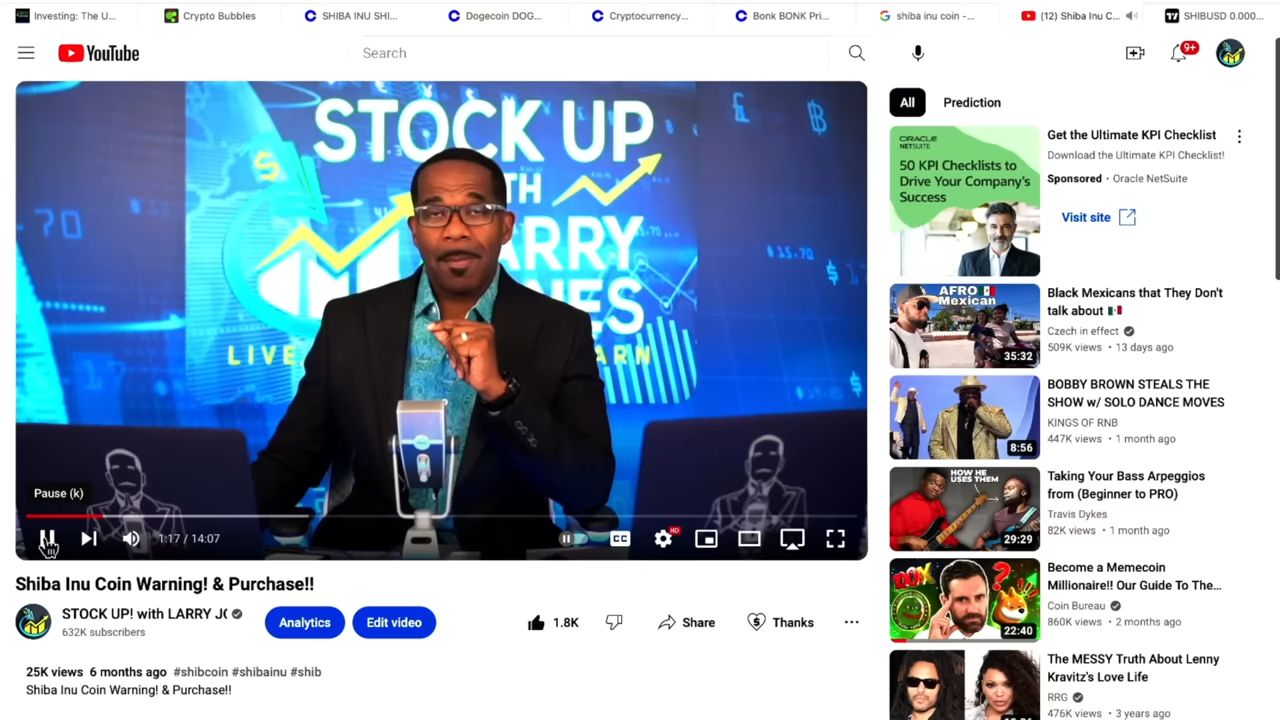 Investing: The U...
Crypto Bubbles
SHIBA INU SHI...
Dogecoin DOG...
Cryptocurrency...
Bonk BONK Pri...
shiba inu coin -...
(12) Shiba Inu C...
SHIBUSD 0.000...
YouTube
Search
9+
STOCK UP
TH
ARRY
NES
LIVE
ARN
Pause (k)
1:17 / 14:07
CC
HD
Shiba Inu Coin Warning! & Purchase!!
STOCK UP! with LARRY JO
632K subscribers
Analytics
Edit video
1.8K
Share
Thanks
25K views 6 months ago #shibcoin #shibainu #shib
Shiba Inu Coin Warning! & Purchase!!
All
Prediction
ORACLE
NETSUITE
50 KPI Checklists to
Drive Your Company's
Success
Get the Ultimate KPI Checklist
Download the Ultimate KPI Checklist!
Sponsored · Oracle NetSuite
Visit site
AFRO
Mexican
35:32
Black Mexicans that They Don't
talk about
Czech in effect
509K views · 13 days ago
8:56
BOBBY BROWN STEALS THE
SHOW w/ SOLO DANCE MOVES
KINGS OF RNB
447K views · 1 month ago
HOW HE
USES THEM
29:29
Taking Your Bass Arpeggios
from (Beginner to PRO)
Travis Dykes
82K views · 1 month ago
100X
22:40
Become a Memecoin
Millionaire!! Our Guide To The...
Coin Bureau
860K views · 2 months ago
The MESSY Truth About Lenny
Kravitz's Love Life
RRG
476K views · 3 years ago